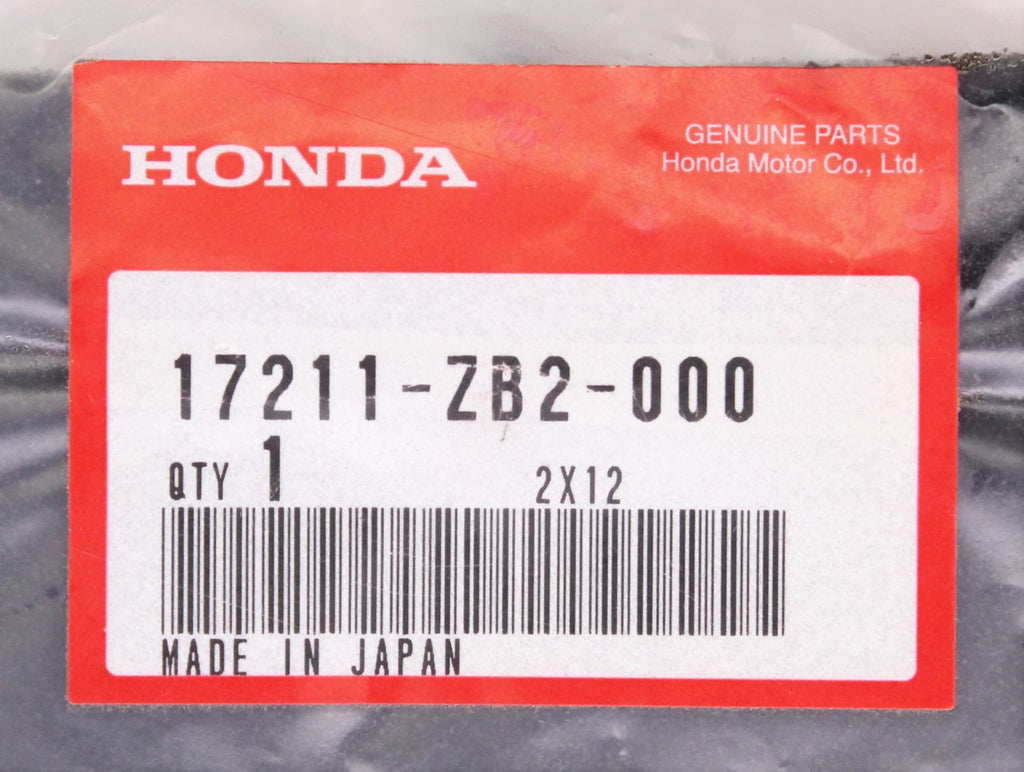 HONDA
GENUINE PARTS
Honda Motor Co., Ltd.
17211-ZB2-000
QTY 1 2X12
MADE IN JAPAN